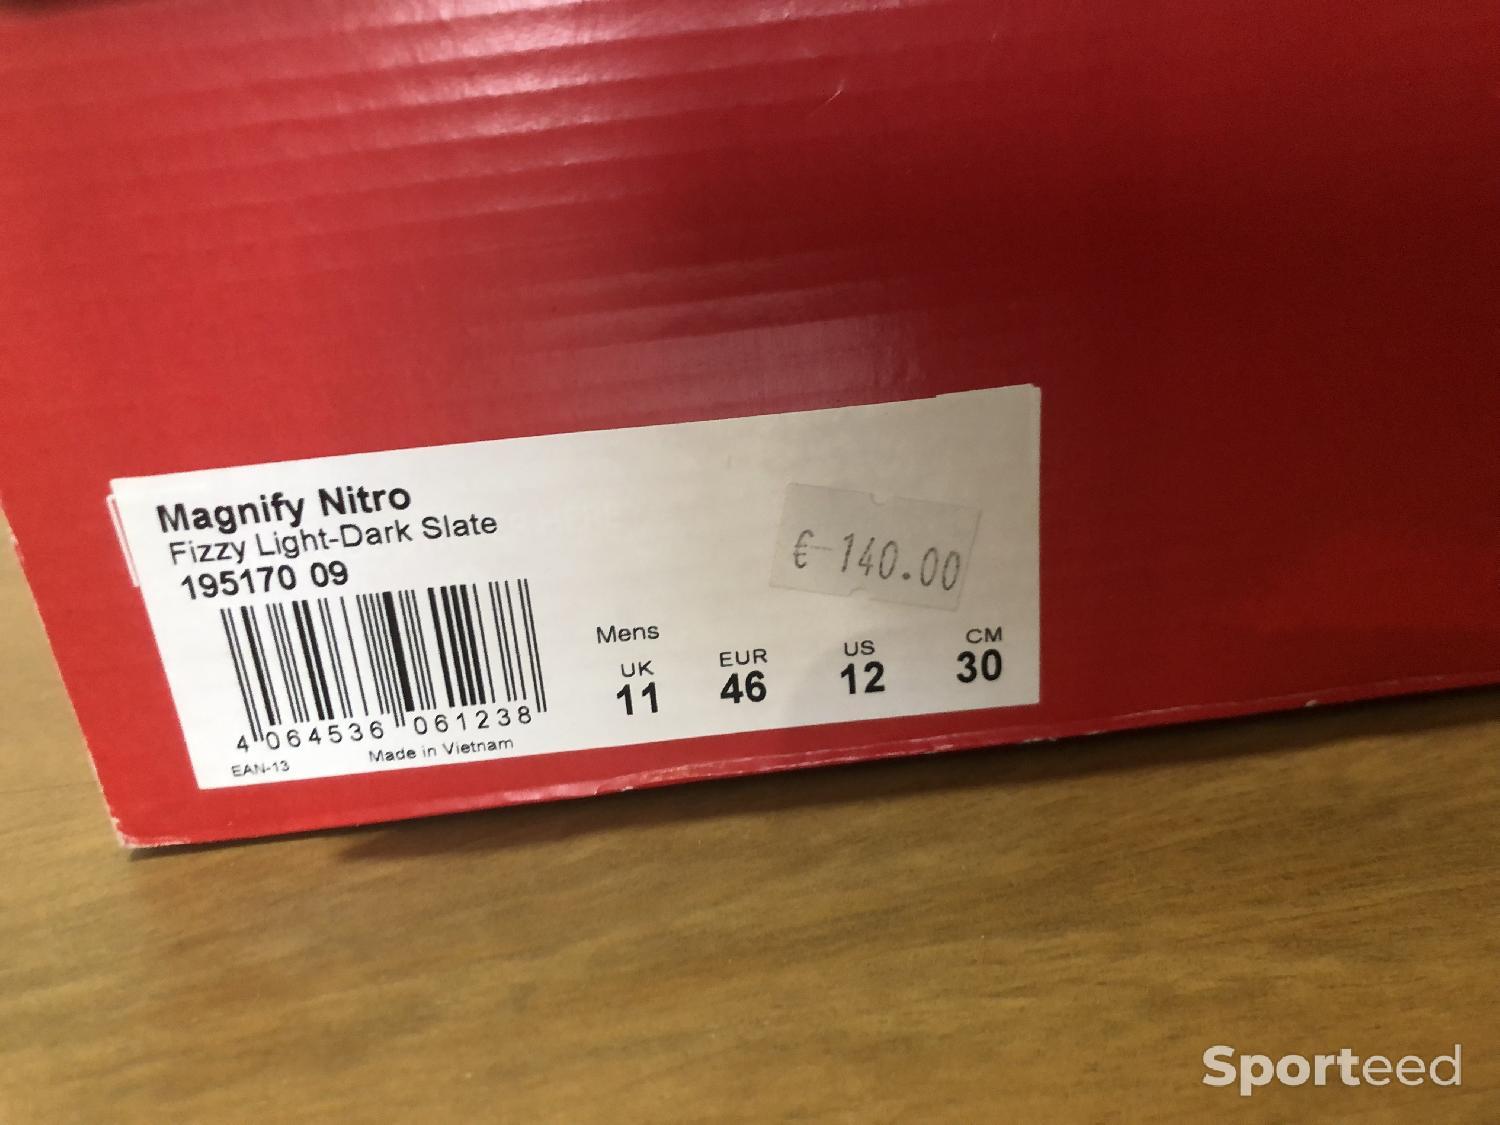 Magnify Nitro
Fizzy Light-Dark Slate
195170 09
4 064536 061238
EAN-13
Made in Vietnam
€-140.00
Mens
UK EUR US CM
11 46 12 30
Sporteed